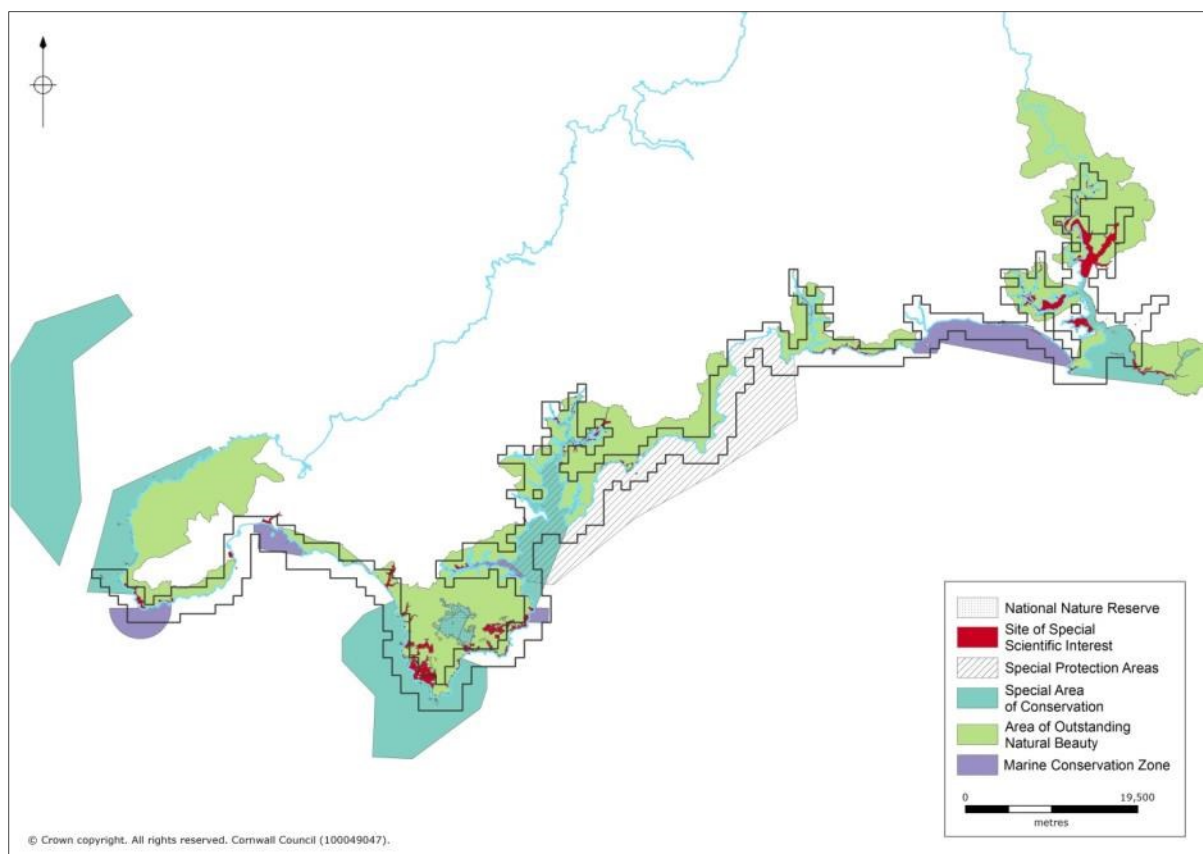 National Nature Reserve
Site of Special
Scientific Interest
Special Protection Areas
Special Area
of Conservation
Area of Outstanding
Natural Beauty
Marine Conservation Zone
0 19,500
metres
© Crown copyright. All rights reserved. Cornwall Council (100049047).